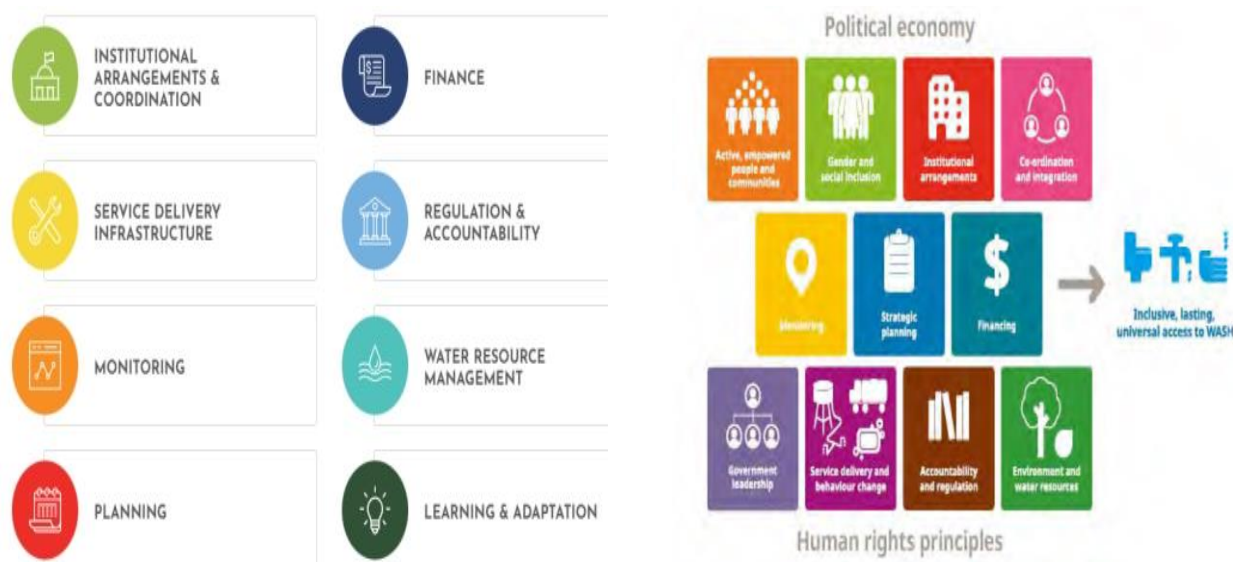 INSTITUTIONAL
ARRANGEMENTS &
COORDINATION
FINANCE
SERVICE DELIVERY
INFRASTRUCTURE
REGULATION &
ACCOUNTABILITY
MONITORING
WATER RESOURCE
MANAGEMENT
PLANNING
LEARNING & ADAPTATION
Political economy
Active, empowered
people and
communities
Gender and
social inclusion
Institutional
arrangements
Co-ordination
and integration
Monitoring
Strategic
planning
Financing
Inclusive, lasting,
universal access to WASH
Government
leadership
Service delivery and
behaviour change
Accountability
and regulation
Environment and
water resources
Human rights principles